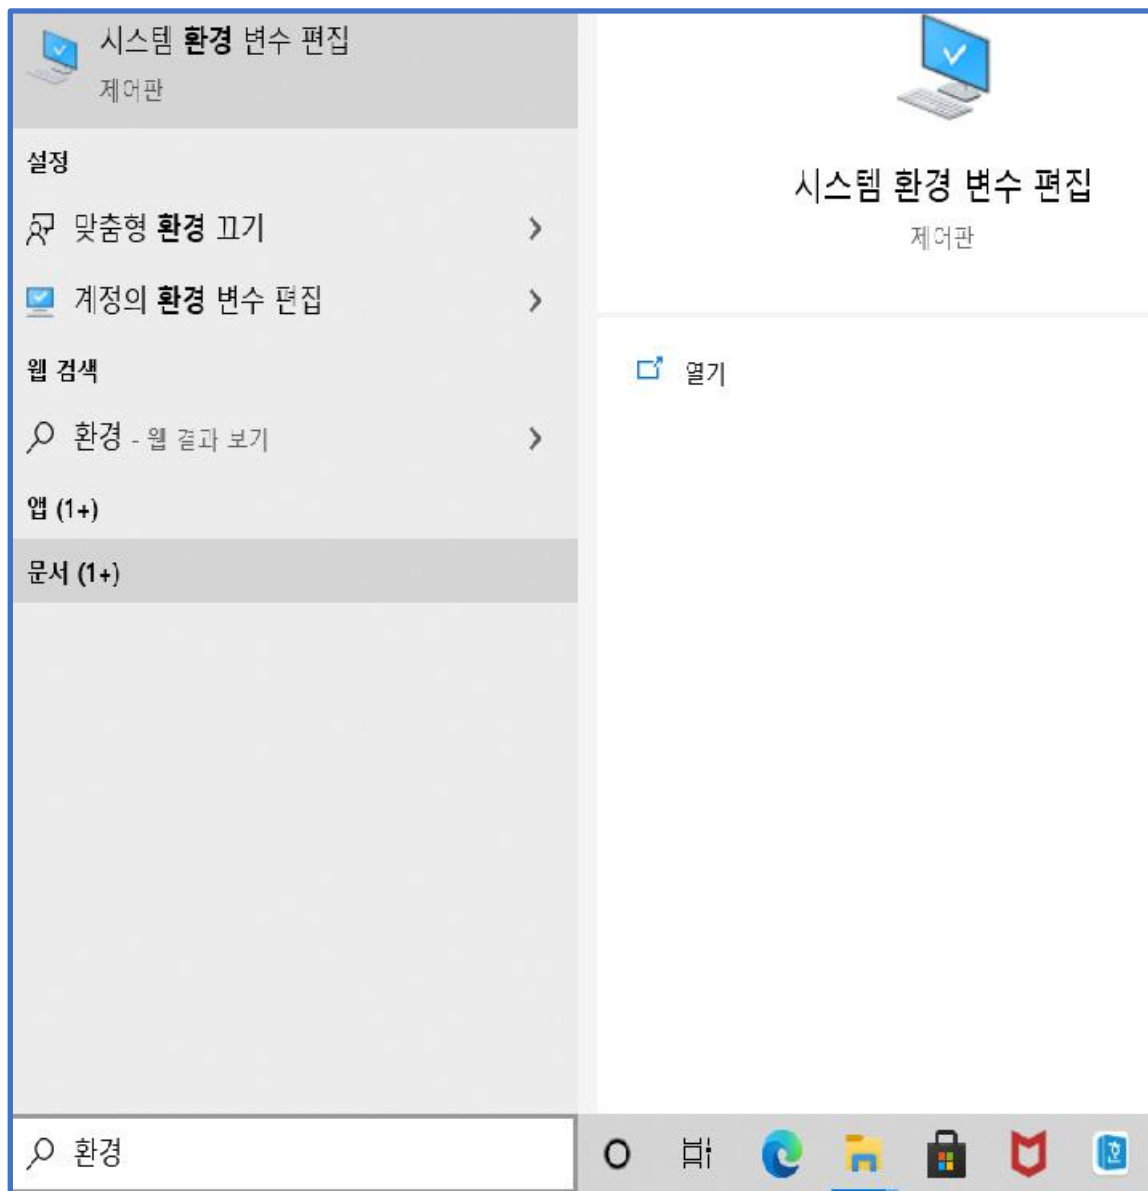 시스템 환경 변수 편집
제어판
설정
맞춤형 환경 끄기
계정의 환경 변수 편집
웹 검색
환경 - 웹 결과 보기
앱 (1+)
문서 (1+)
환경
시스템 환경 변수 편집
제어판
열기